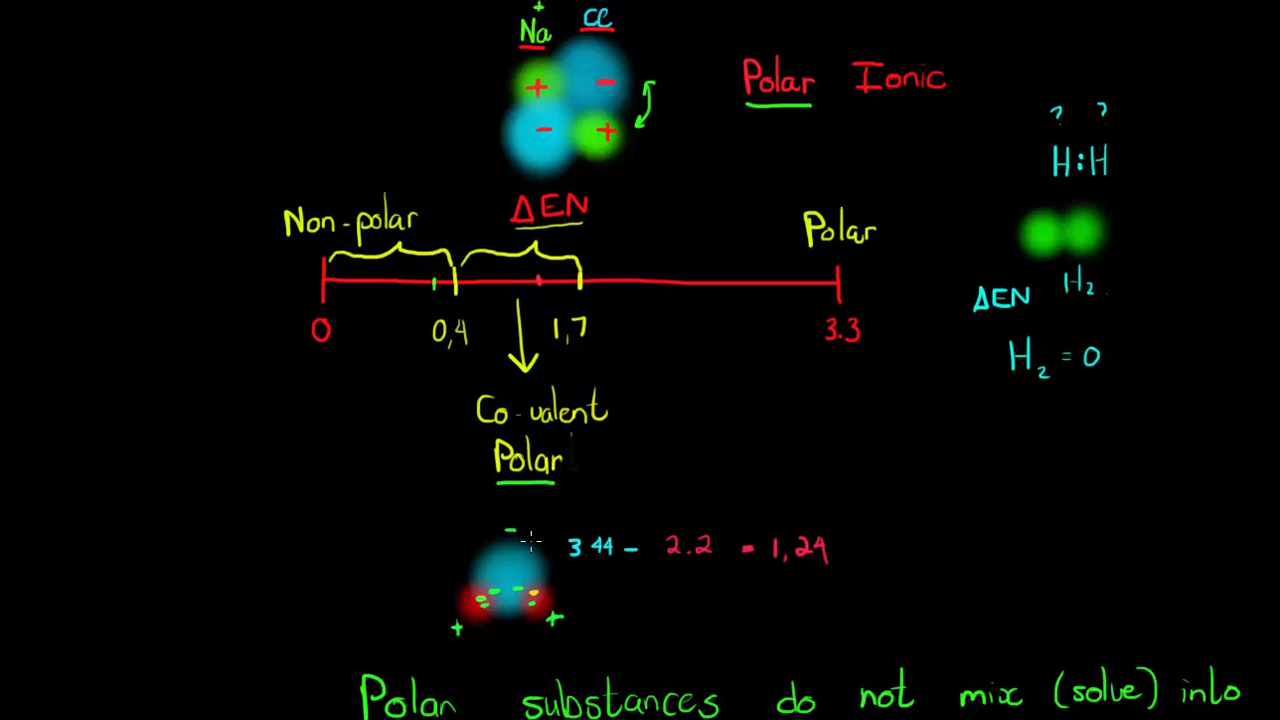 +
Na Cl
+ -
- +
Polar Ionic
? ?
H:H
Non-polar ΔEN Polar
0 0,4 1,7 3.3
ΔEN H₂
H₂ = 0
Co-valent
Polar
-
3 44 - 2.2 = 1,24
+ +
Polar substances do not mix (solve) into